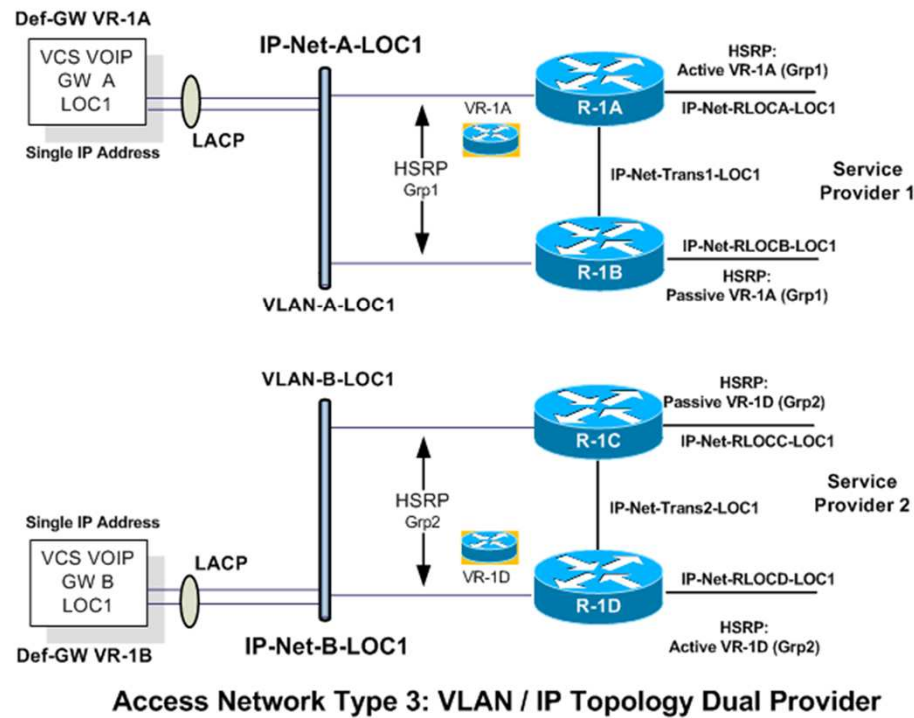 Def-GW VR-1A
VCS VOIP
GW A
LOC1
Single IP Address
LACP
IP-Net-A-LOC1
VR-1A
HSRP
Grp1
VLAN-A-LOC1
R-1A
HSRP:
Active VR-1A (Grp1)
IP-Net-RLOCA-LOC1
IP-Net-Trans1-LOC1
Service
Provider 1
R-1B
IP-Net-RLOCB-LOC1
HSRP:
Passive VR-1A (Grp1)
VLAN-B-LOC1
HSRP:
Passive VR-1D (Grp2)
R-1C
IP-Net-RLOCC-LOC1
HSRP
Grp2
IP-Net-Trans2-LOC1
Service
Provider 2
Single IP Address
VCS VOIP
GW B
LOC1
Def-GW VR-1B
LACP
VR-1D
IP-Net-B-LOC1
R-1D
IP-Net-RLOCD-LOC1
HSRP:
Active VR-1D (Grp2)
Access Network Type 3: VLAN / IP Topology Dual Provider